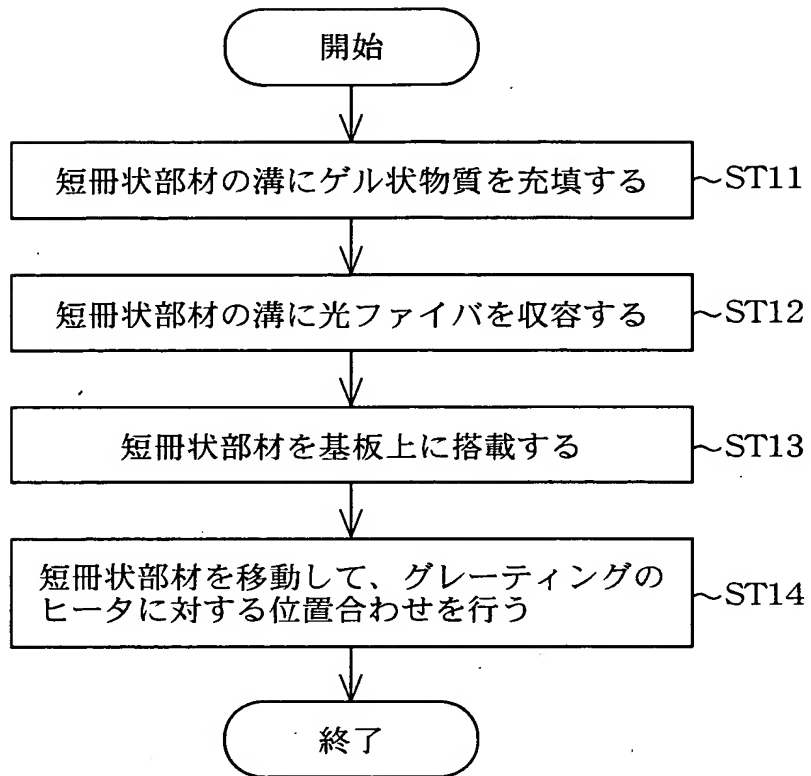 開始
短冊状部材の溝にゲル状物質を充填する
~ST11
短冊状部材の溝に光ファイバを収容する
~ST12
短冊状部材を基板上に搭載する
~ST13
短冊状部材を移動して、グレーティングの
ヒータに対する位置合わせを行う
~ST14
終了